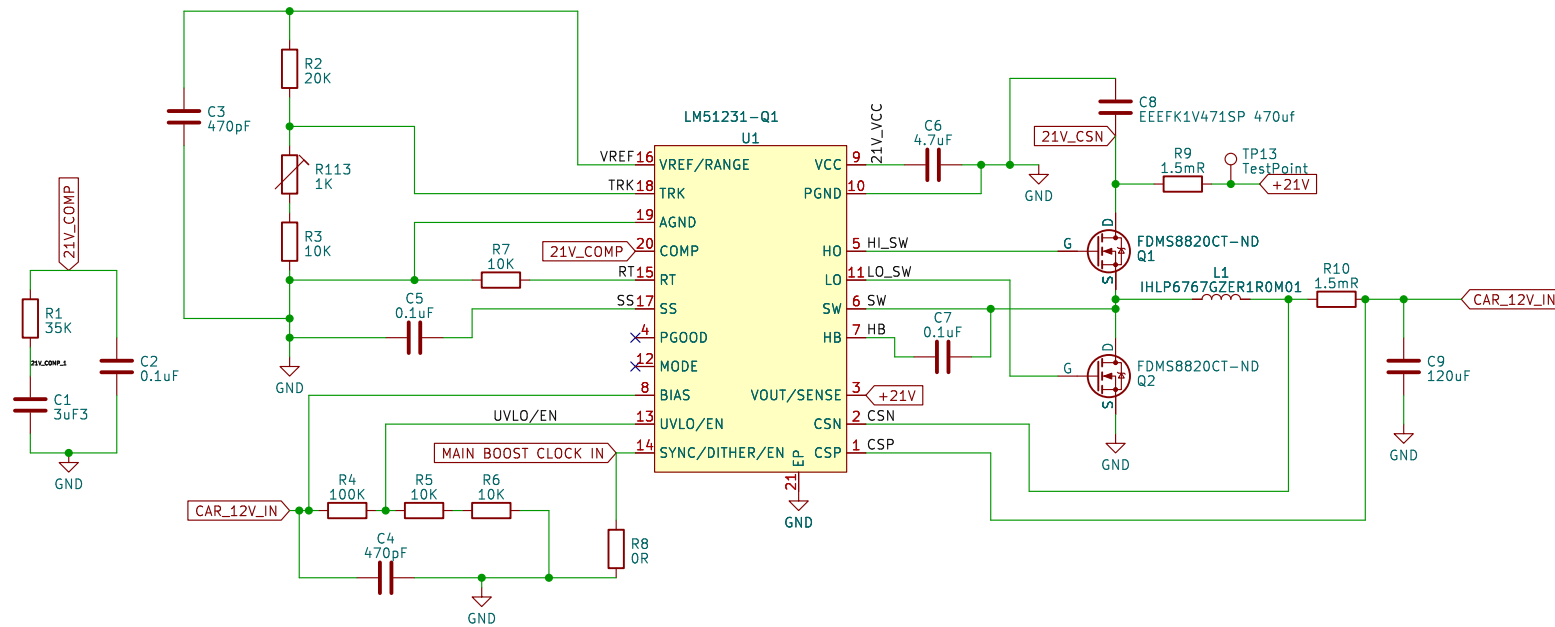 R2
20K
C3
470pF
R113
1K
R3
10K
21V_COMP
R1
35K
21V_COMP_1
C1
3uF3
C2
0.1uF
GND
GND
C5
0.1uF
R7
10K
21V_COMP
LM51231-Q1
U1
VREF 16 VREF/RANGE
TRK 18 TRK
19 AGND
20 COMP
RT 15 RT
SS 17 SS
4 PGOOD
12 MODE
8 BIAS
UVLO/EN 13 UVLO/EN
MAIN BOOST CLOCK IN 14 SYNC/DITHER/EN
VCC 9 21V_VCC
PGND 10
HO 5 HI_SW
LO 11 LO_SW
SW 6 SW
HB 7 HB
VOUT/SENSE 3 +21V
CSN 2 CSN
CSP 1 CSP
EP 21
GND
CAR_12V_IN
R4
100K
R5
10K
R6
10K
C4
470pF
GND
R8
0R
C6
4.7uF
GND
C7
0.1uF
C8
EEEFK1V471SP 470uf
21V_CSN
R9
1.5mR
TP13
TestPoint
+21V
D
G
S
FDMS8820CT-ND
Q1
L1
IHLP6767GZER1R0M01
R10
1.5mR
CAR_12V_IN
D
G
S
FDMS8820CT-ND
Q2
GND
C9
120uF
GND